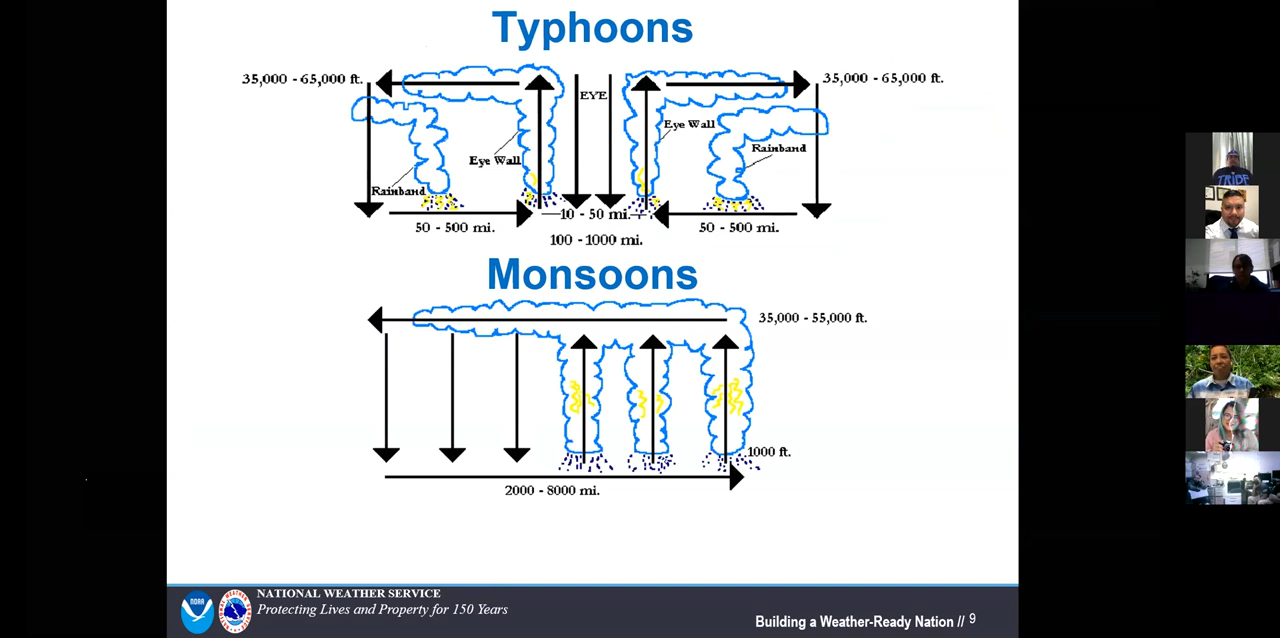 Typhoons
35,000 - 65,000 ft.
35,000 - 65,000 ft.
EYE
Eye Wall
Eye Wall
Rainband
Rainband
10 - 50 mi.
50 - 500 mi.
50 - 500 mi.
100 - 1000 mi.
Monsoons
35,000 - 55,000 ft.
1000 ft.
2000 - 8000 mi.
NOAA
NATIONAL WEATHER SERVICE
Protecting Lives and Property for 150 Years
Building a Weather-Ready Nation // 9